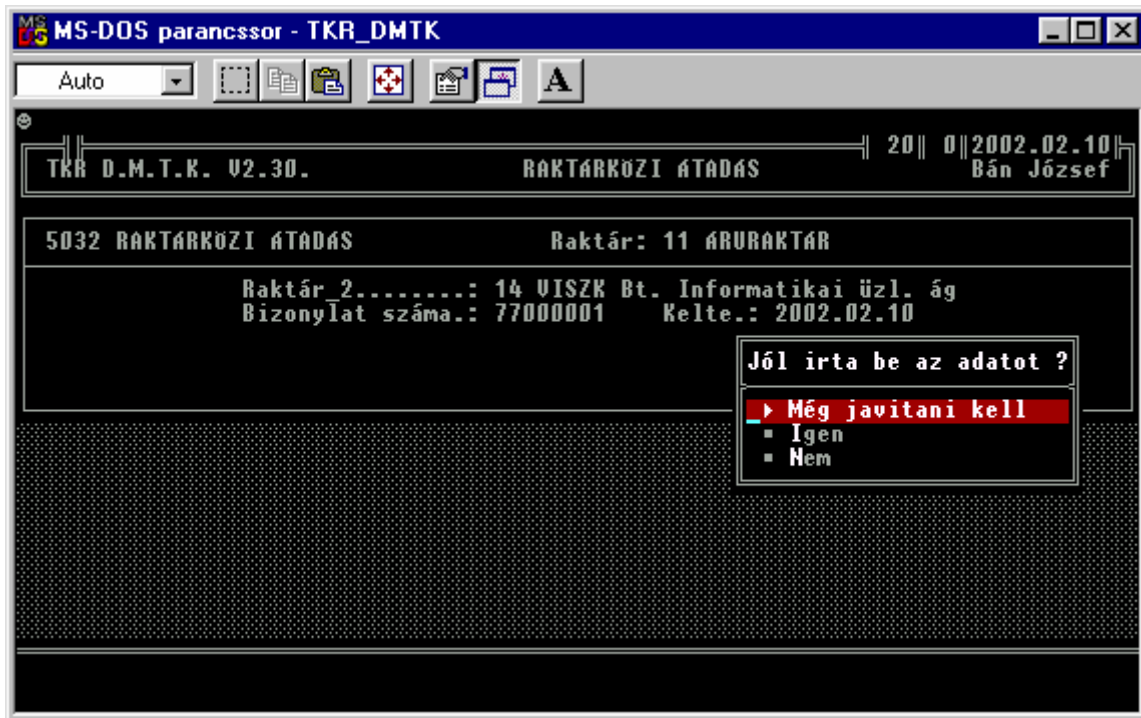 MS-DOS parancssor - TKR_DMTK
Auto
A
20 0 2002.02.10
TKR D.M.T.K. V2.30. RAKTÁRKÖZI ÁTADÁS Bán József
5032 RAKTÁRKÖZI ÁTADÁS Raktár: 11 ÁRURAKTÁR
Raktár_2........: 14 VISZK Bt. Informatikai üzl. ág
Bizonylat száma.: 77000001 Kelte.: 2002.02.10
Jól irta be az adatot ?
Még javitani kell
Igen
Nem